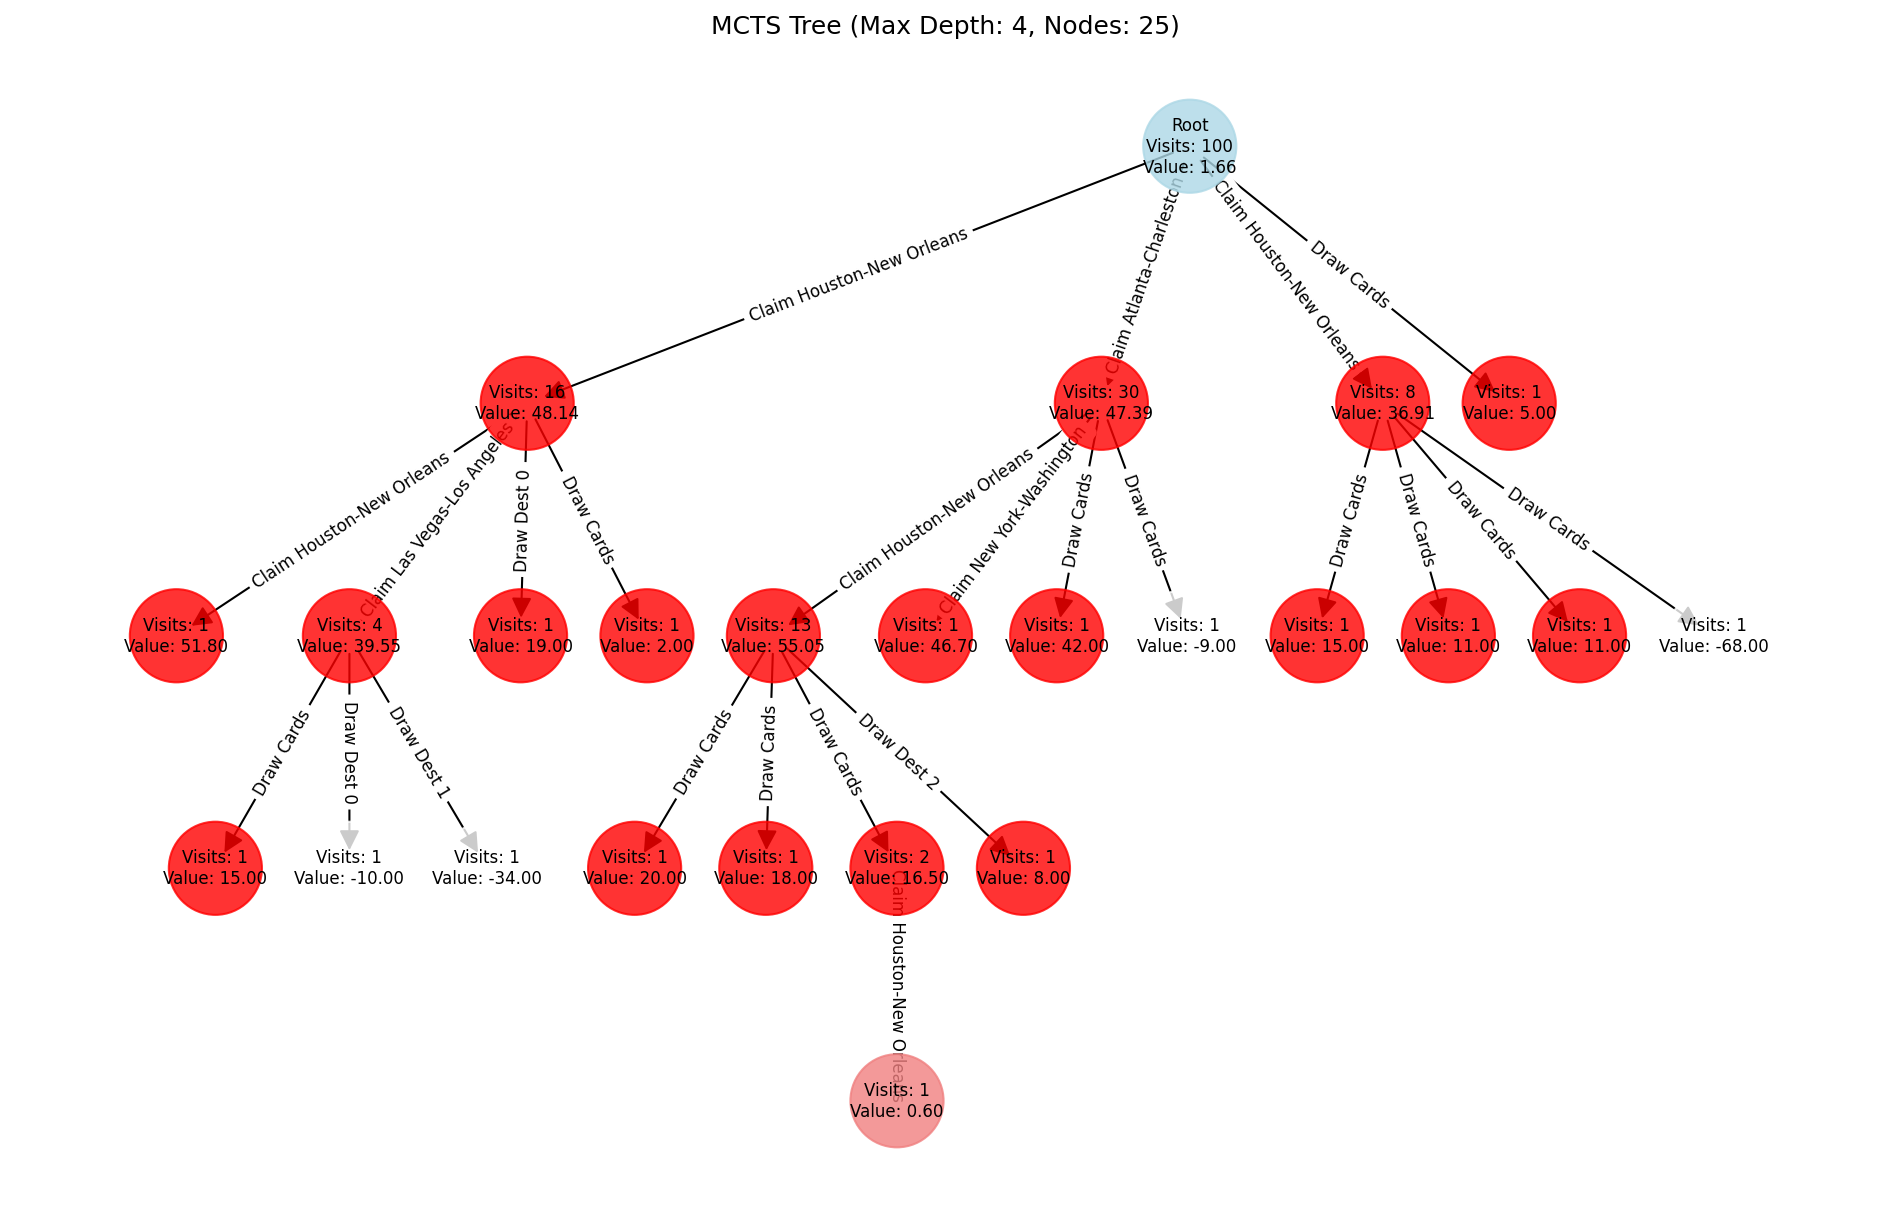 MCTS Tree (Max Depth: 4, Nodes: 25)
Root
Visits: 100
Value: 1.66
Claim Houston-New Orleans
Claim Atlanta-Charleston
Claim Houston-New Orleans
Draw Cards
Visits: 16
Value: 48.14
Visits: 30
Value: 47.39
Visits: 8
Value: 36.91
Visits: 1
Value: 5.00
Claim Houston-New Orleans
Claim Las Vegas-Los Angeles
Draw Dest 0
Draw Cards
Claim Houston-New Orleans
Claim New York-Washington
Draw Cards
Draw Cards
Draw Cards
Draw Cards
Draw Cards
Draw Cards
Visits: 1
Value: 51.80
Visits: 4
Value: 39.55
Visits: 1
Value: 19.00
Visits: 1
Value: 2.00
Visits: 13
Value: 55.05
Visits: 1
Value: 46.70
Visits: 1
Value: 42.00
Visits: 1
Value: -9.00
Visits: 1
Value: 15.00
Visits: 1
Value: 11.00
Visits: 1
Value: 11.00
Visits: 1
Value: -68.00
Draw Cards
Draw Dest 0
Draw Dest 1
Draw Cards
Draw Cards
Draw Cards
Draw Dest 2
Visits: 1
Value: 15.00
Visits: 1
Value: -10.00
Visits: 1
Value: -34.00
Visits: 1
Value: 20.00
Visits: 1
Value: 18.00
Visits: 2
Value: 16.50
Visits: 1
Value: 8.00
Claim Houston-New Orleans
Visits: 1
Value: 0.60